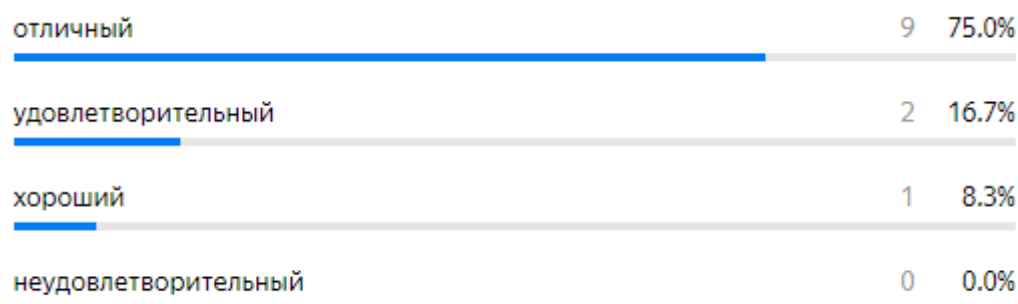 отличный 9 75.0%
удовлетворительный 2 16.7%
хороший 1 8.3%
неудовлетворительный 0 0.0%